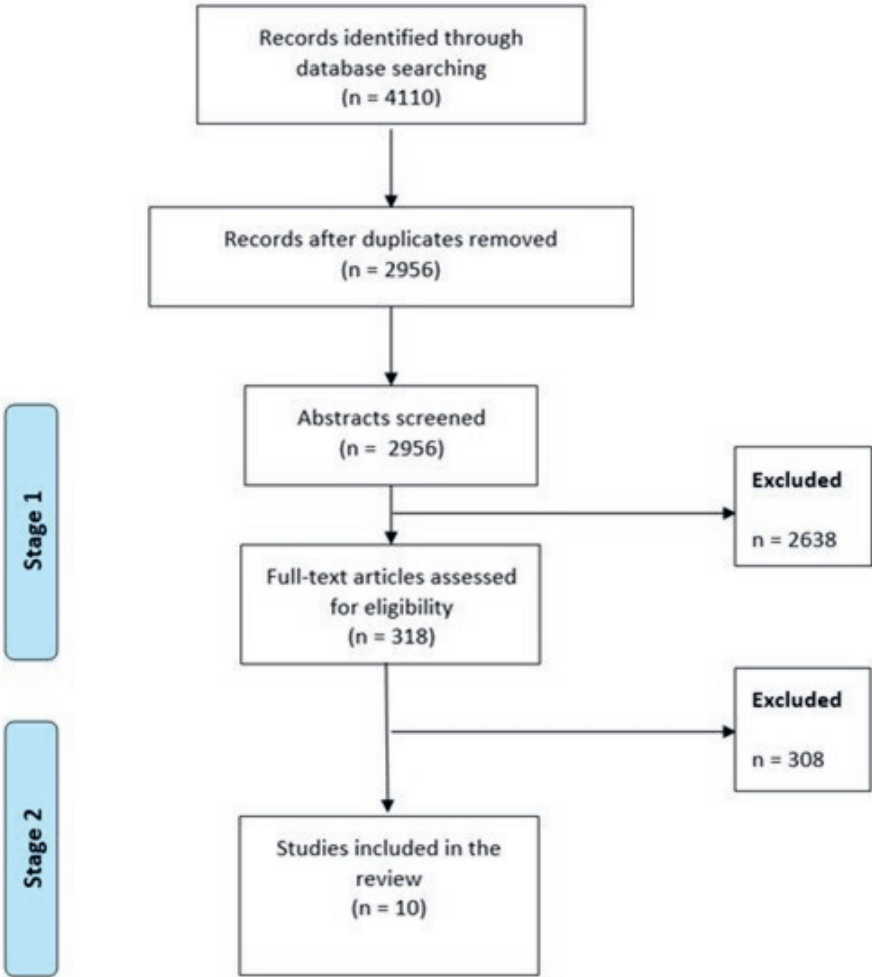 Records identified through
database searching
(n = 4110)
Records after duplicates removed
(n = 2956)
Stage 1
Abstracts screened
(n = 2956)
Excluded
n = 2638
Full-text articles assessed
for eligibility
(n = 318)
Excluded
n = 308
Stage 2
Studies included in the
review
(n = 10)